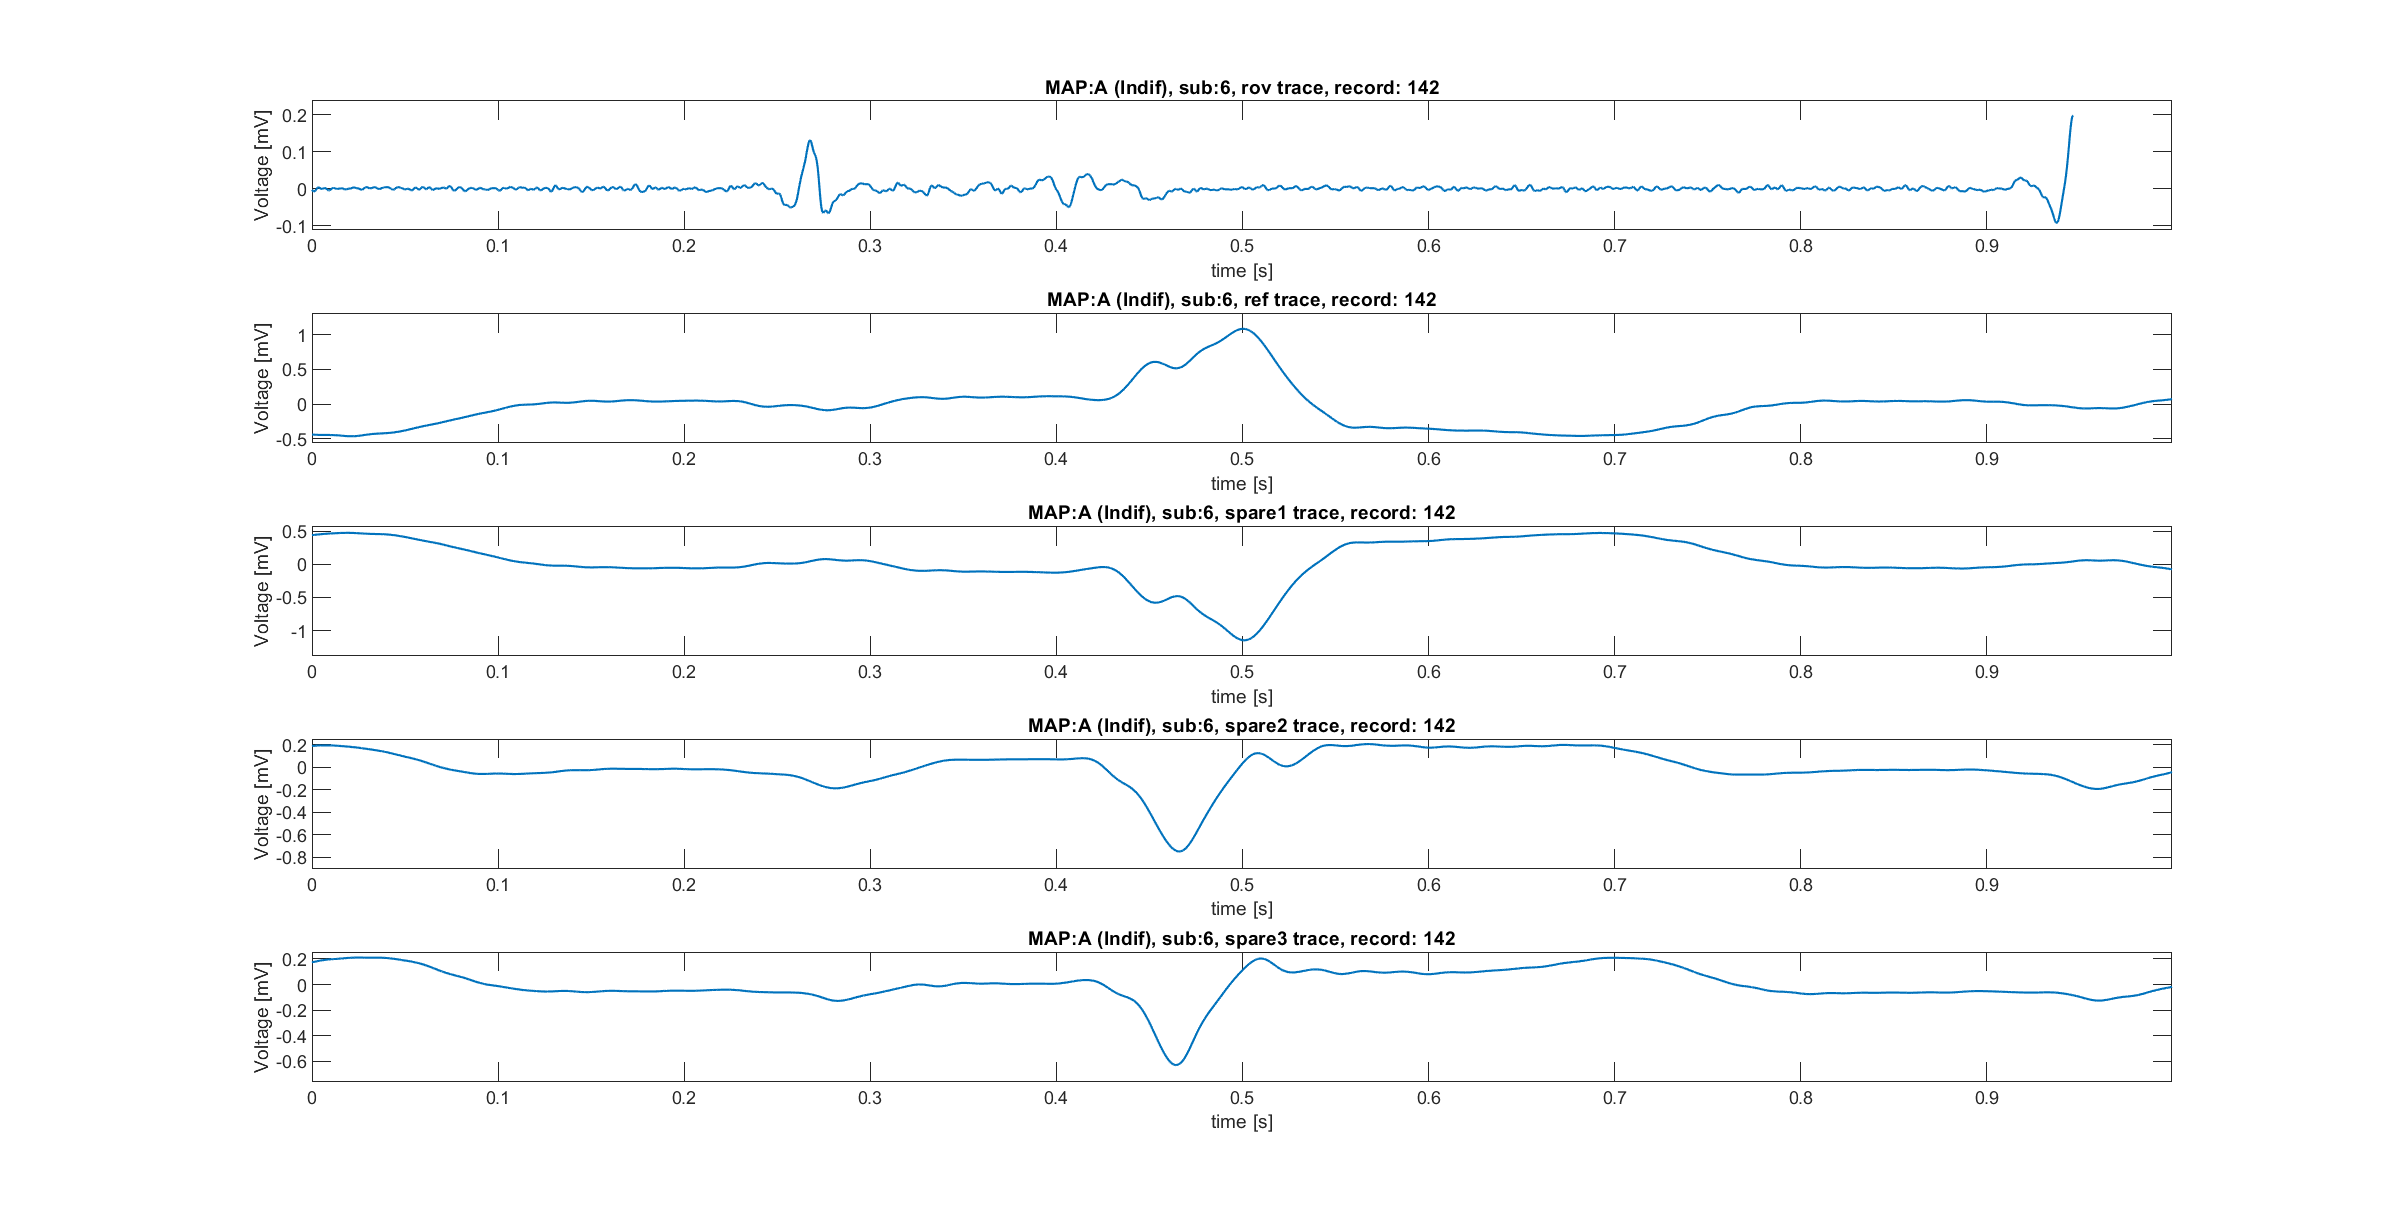 MAP:A (Indif), sub:6, rov trace, record: 142
Voltage [mV]
0.2
0.1
0
-0.1
0 0.1 0.2 0.3 0.4 0.5 0.6 0.7 0.8 0.9
time [s]
MAP:A (Indif), sub:6, ref trace, record: 142
Voltage [mV]
1
0.5
0
-0.5
0 0.1 0.2 0.3 0.4 0.5 0.6 0.7 0.8 0.9
time [s]
MAP:A (Indif), sub:6, spare1 trace, record: 142
Voltage [mV]
0.5
0
-0.5
-1
0 0.1 0.2 0.3 0.4 0.5 0.6 0.7 0.8 0.9
time [s]
MAP:A (Indif), sub:6, spare2 trace, record: 142
Voltage [mV]
0.2
0
-0.2
-0.4
-0.6
-0.8
0 0.1 0.2 0.3 0.4 0.5 0.6 0.7 0.8 0.9
time [s]
MAP:A (Indif), sub:6, spare3 trace, record: 142
Voltage [mV]
0.2
0
-0.2
-0.4
-0.6
0 0.1 0.2 0.3 0.4 0.5 0.6 0.7 0.8 0.9
time [s]